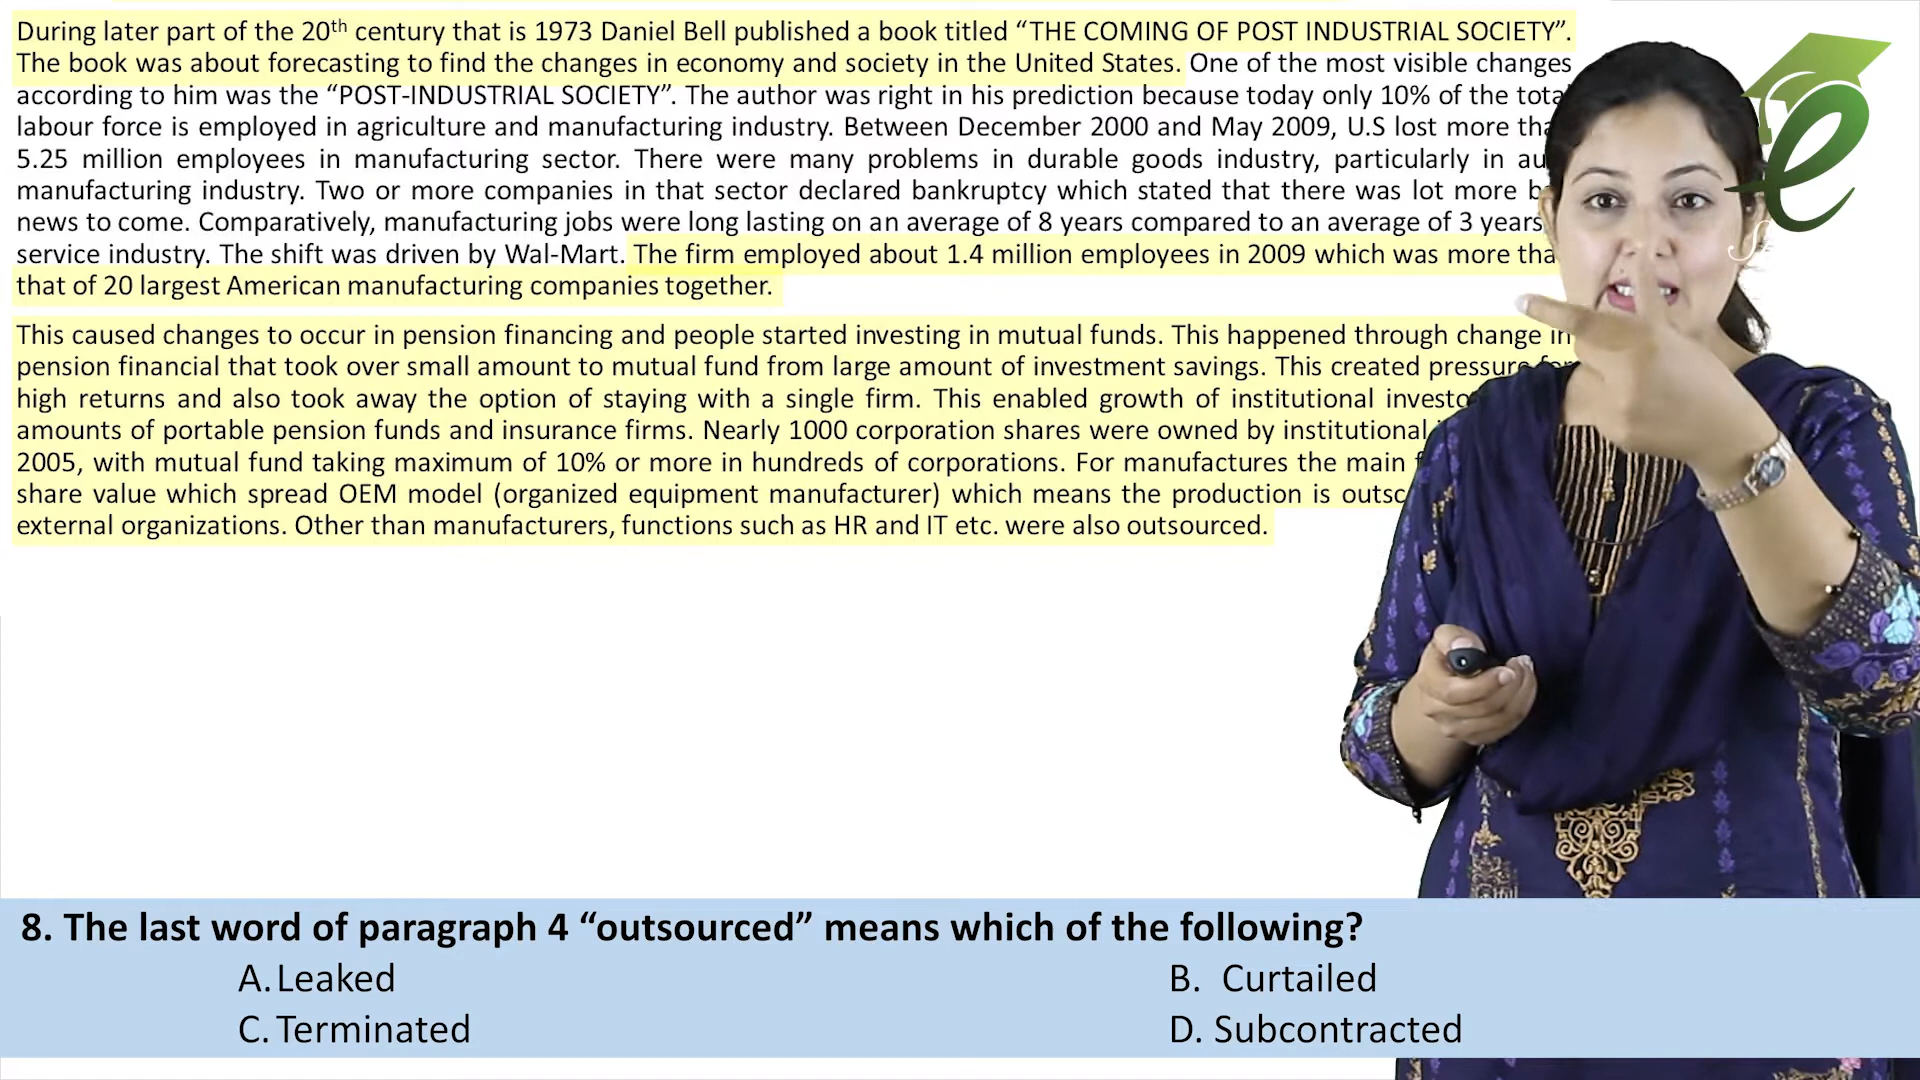 During later part of the 20th century that is 1973 Daniel Bell published a book titled “THE COMING OF POST INDUSTRIAL SOCIETY”.
The book was about forecasting to find the changes in economy and society in the United States. One of the most visible changes
according to him was the “POST-INDUSTRIAL SOCIETY”. The author was right in his prediction because today only 10% of the total
labour force is employed in agriculture and manufacturing industry. Between December 2000 and May 2009, U.S lost more
5.25 million employees in manufacturing sector. There were many problems in durable goods industry, particularly in
manufacturing industry. Two or more companies in that sector declared bankruptcy which stated that there was lot more
news to come. Comparatively, manufacturing jobs were long lasting on an average of 8 years compared to an average of 3 years
service industry. The shift was driven by Wal-Mart. The firm employed about 1.4 million employees in 2009 which was more
that of 20 largest American manufacturing companies together.
This caused changes to occur in pension financing and people started investing in mutual funds. This happened through change in
pension financial that took over small amount to mutual fund from large amount of investment savings. This created pressure for
high returns and also took away the option of staying with a single firm. This enabled growth of institutional
amounts of portable pension funds and insurance firms. Nearly 1000 corporation shares were owned by institutional
2005, with mutual fund taking maximum of 10% or more in hundreds of corporations. For manufactures the main
share value which spread OEM model (organized equipment manufacturer) which means the production is
external organizations. Other than manufacturers, functions such as HR and IT etc. were also outsourced.
8. The last word of paragraph 4 “outsourced” means which of the following?
A. Leaked
B. Curtailed
C. Terminated
D. Subcontracted